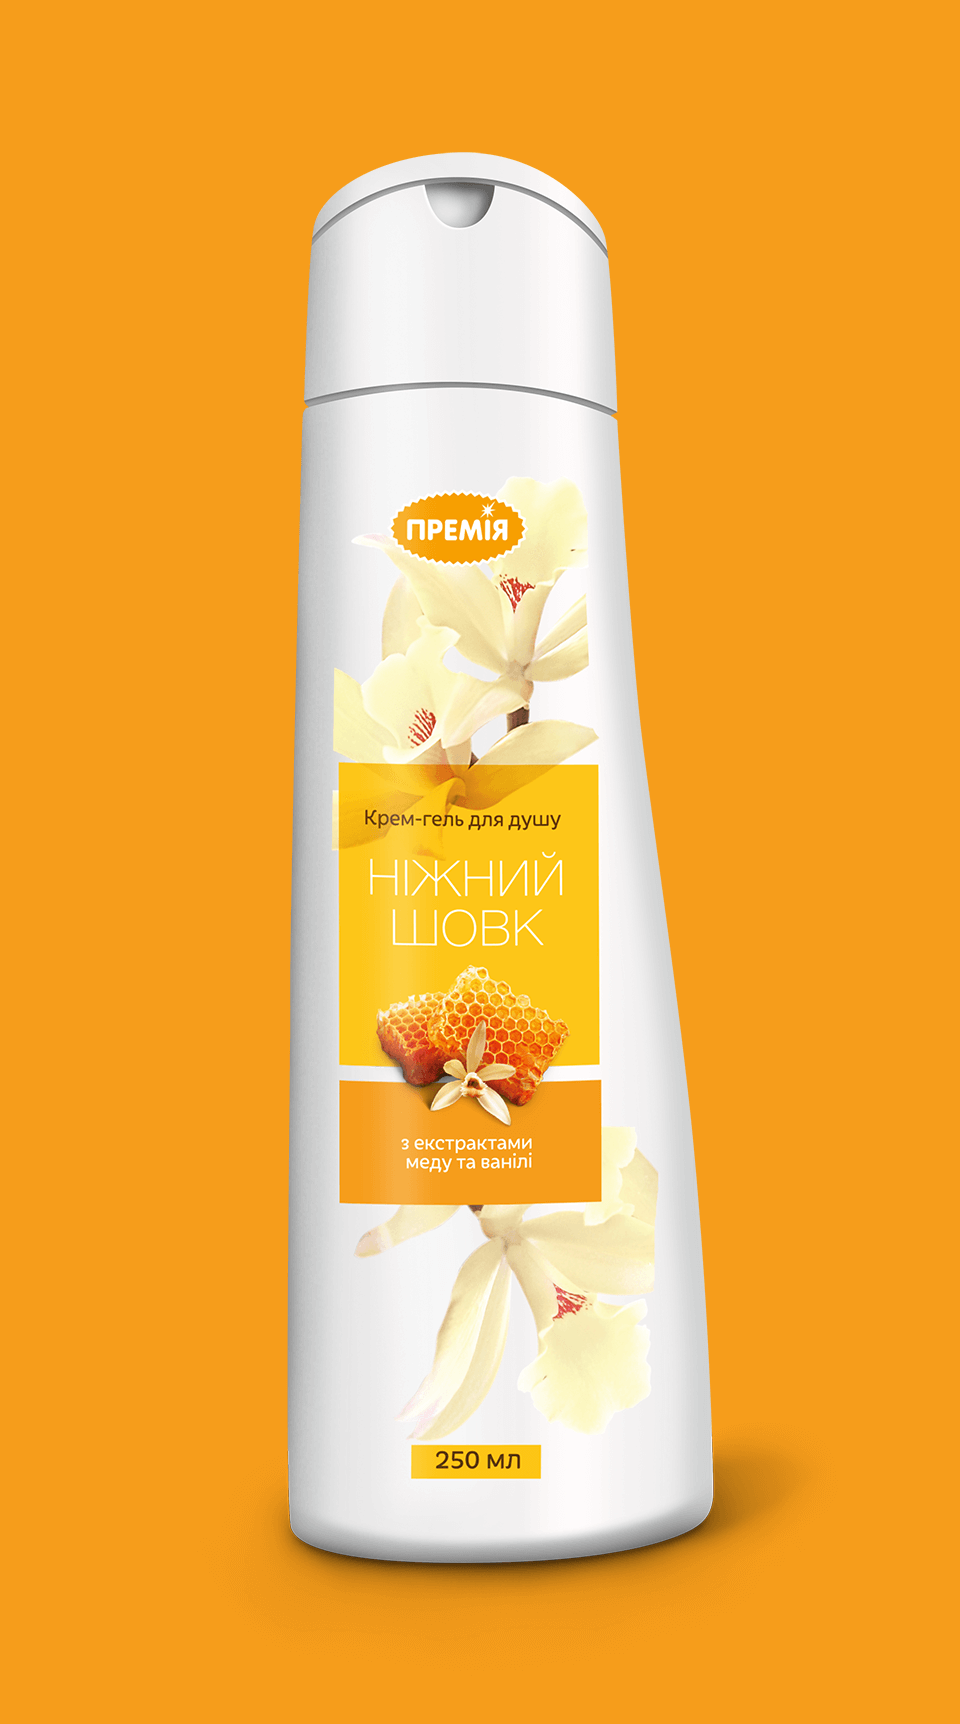 ПРЕМІЯ
Крем-гель для душу
НІЖНИЙ
ШОВК
з екстрактами
меду та ванілі
250 мл